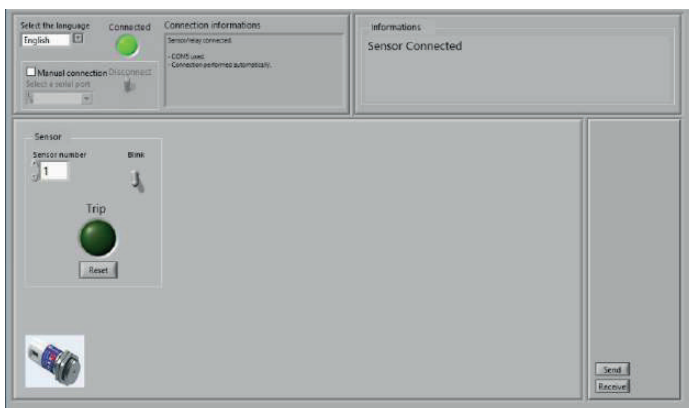 Select the language
English
Connected
Manual connection
Disconnect
Select a serial port
Connection informations
Sensor/relay connected.
- COM5 used.
- Connection performed automatically.
Informations
Sensor Connected
Sensor
Sensor number
1
Blink
Trip
Reset
Send
Receive